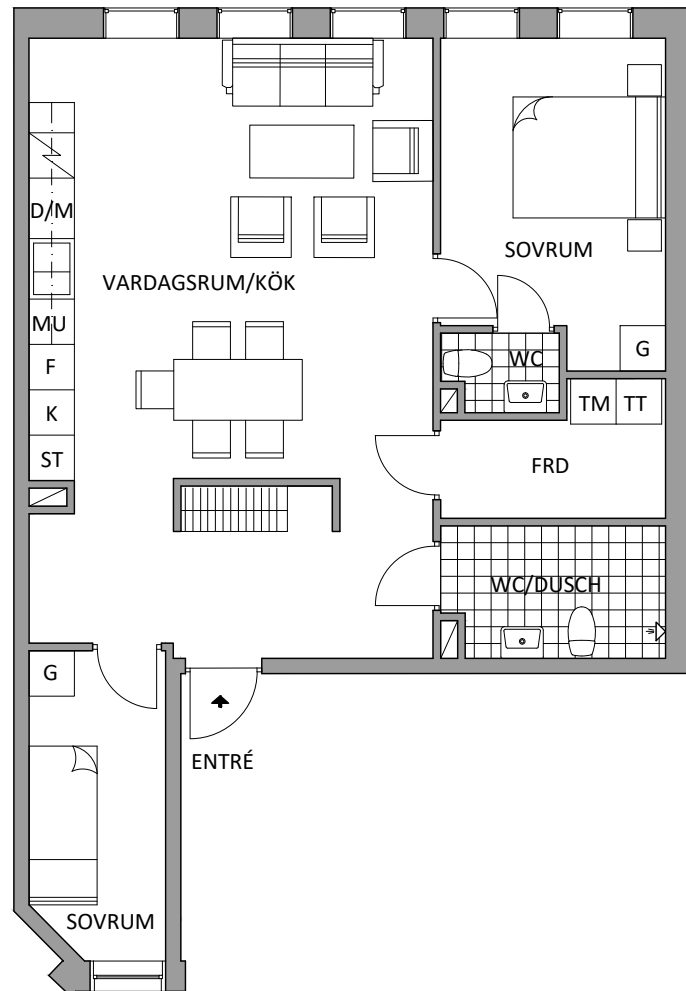 D/M
SOVRUM
VARDAGSRUM/KÖK
MU
WC
G
F
K
TM TT
ST
FRD
WC/DUSCH
G
ENTRÉ
SOVRUM